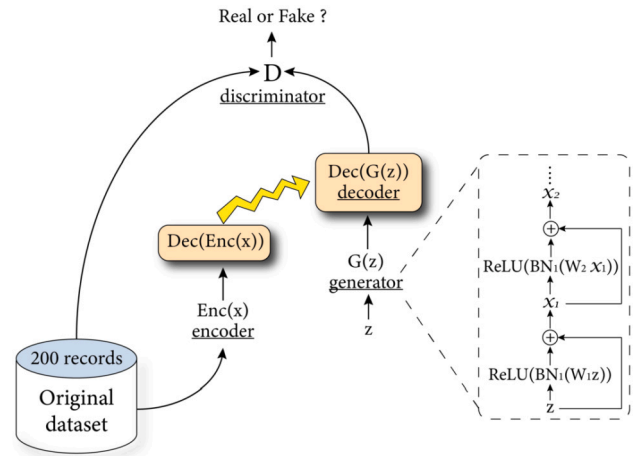 Real or Fake ?
D
discriminator
Dec(G(z))
decoder
Dec(Enc(x))
G(z)
generator
Enc(x)
encoder
z
200 records
Original
dataset
⋮
x₂
+
ReLU(BN₁(W₂ x₁))
x₁
+
ReLU(BN₁(W₁z))
z